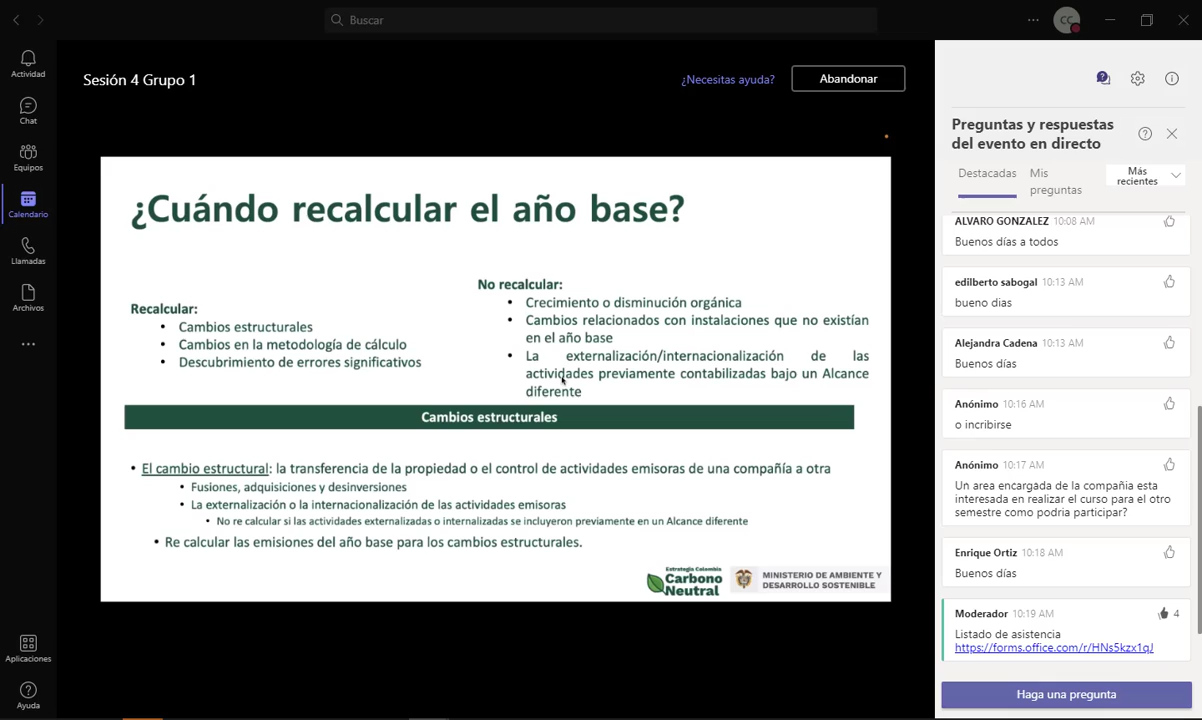 Buscar
CC
Actividad
Chat
Equipos
Calendario
Llamadas
Archivos
Aplicaciones
Ayuda
Sesión 4 Grupo 1
¿Necesitas ayuda?
Abandonar
¿Cuándo recalcular el año base?
Recalcular:
• Cambios estructurales
• Cambios en la metodología de cálculo
• Descubrimiento de errores significativos
No recalcular:
• Crecimiento o disminución orgánica
• Cambios relacionados con instalaciones que no existían
en el año base
• La externalización/internacionalización de las
actividades previamente contabilizadas bajo un Alcance
diferente
Cambios estructurales
• El cambio estructural: la transferencia de la propiedad o el control de actividades emisoras de una compañía a otra
• Fusiones, adquisiciones y desinversiones
• La externalización o la internacionalización de las actividades emisoras
• No re calcular si las actividades externalizadas o internalizadas se incluyeron previamente en un Alcance diferente
• Re calcular las emisiones del año base para los cambios estructurales.
Estrategia Colombia
Carbono
Neutral
MINISTERIO DE AMBIENTE Y
DESARROLLO SOSTENIBLE
Preguntas y respuestas
del evento en directo
Destacadas
Mis
preguntas
Más
recientes
ALVARO GONZALEZ 10:08 AM
Buenos días a todos
edilberto sabogal 10:13 AM
bueno dias
Alejandra Cadena 10:13 AM
Buenos días
Anónimo 10:16 AM
o incribirse
Anónimo 10:17 AM
Un area encargada de la compañia esta
interesada en realizar el curso para el otro
semestre como podria participar?
Enrique Ortiz 10:18 AM
Buenos días
Moderador 10:19 AM 4
Listado de asistencia
https://forms.office.com/r/HNs5kzx1qJ
Haga una pregunta